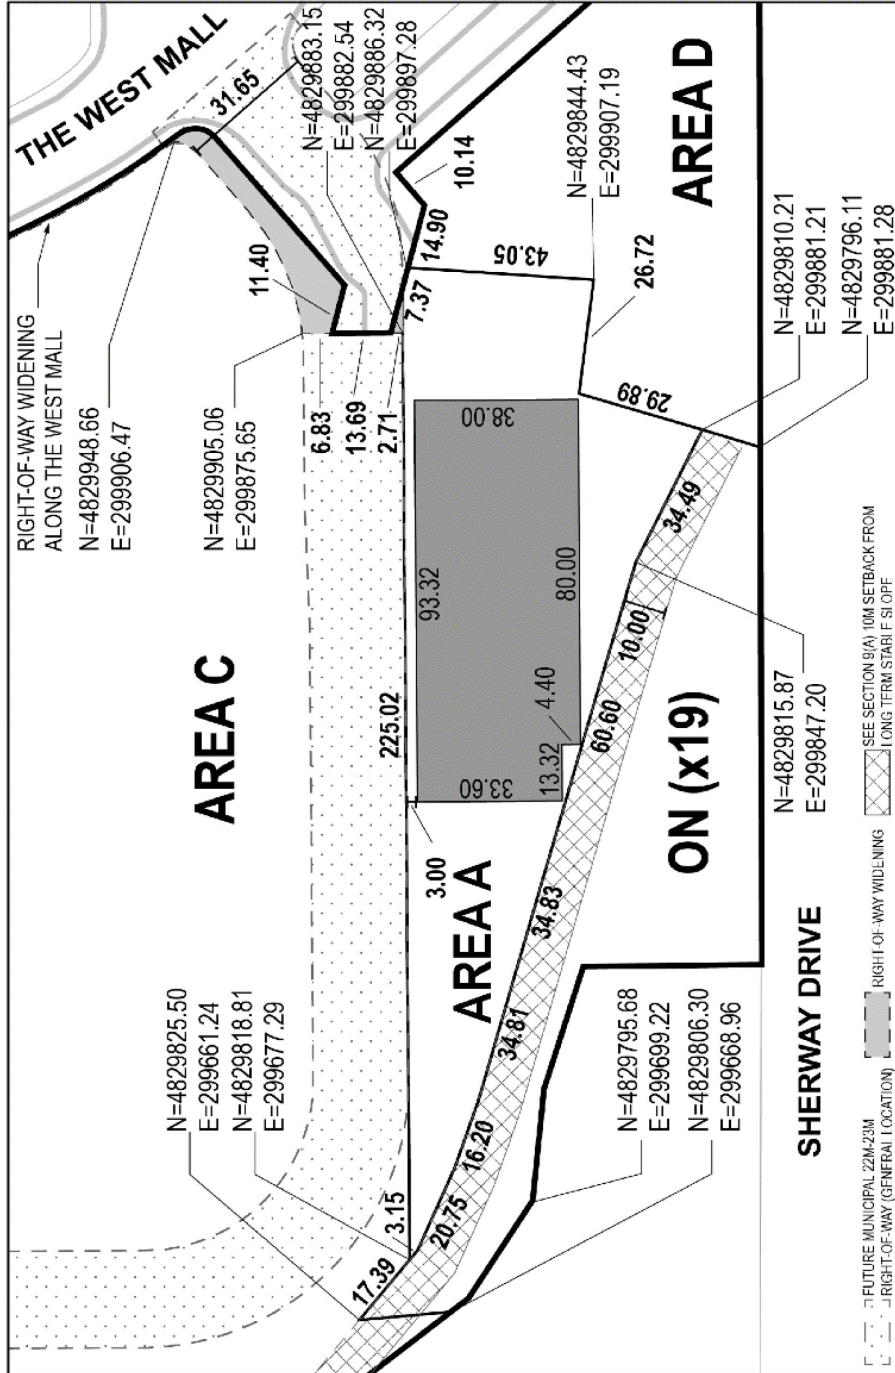 THE WEST MALL
RIGHT-OF-WAY WIDENING
ALONG THE WEST MALL
N=4829948.66
E=299906.47
N=4829905.06
E=299875.65
31.65
N=4829883.15
E=299882.54
N=4829886.32
E=299897.28
11.40
6.83
13.69
2.71
7.37
14.90
10.14
N=4829844.43
E=299907.19
43.05
26.72
29.89
AREA D
N=4829810.21
E=299881.21
N=4829796.11
E=299881.28
AREA C
225.02
93.32
38.00
80.00
4.40
13.32
33.60
3.00
AREA A
34.49
10.00
60.60
34.83
34.81
16.20
20.75
3.15
17.39
N=4829825.50
E=299661.24
N=4829818.81
E=299677.29
N=4829815.87
E=299847.20
ON (x19)
N=4829795.68
E=299699.22
N=4829806.30
E=299668.96
SHERWAY DRIVE
FUTURE MUNICIPAL 22M-23M
RIGHT-OF-WAY (GENERAL LOCATION)
RIGHT-OF-WAY WIDENING
SEE SECTION 9(A) 10M SETBACK FROM
LONG TERM STABLE SLOPE